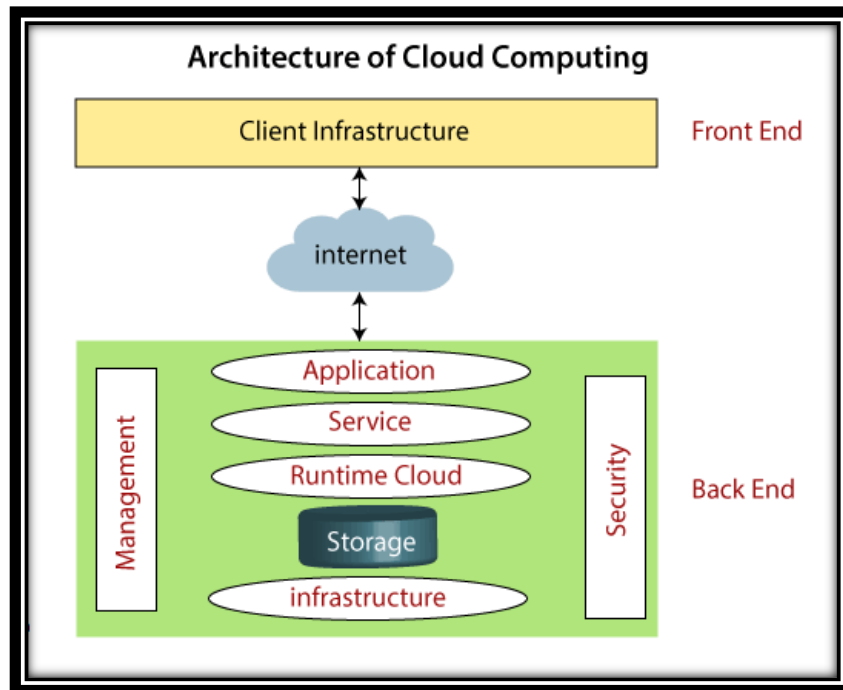 Architecture of Cloud Computing
Client Infrastructure
Front End
internet
Application
Service
Runtime Cloud
Storage
infrastructure
Management
Security
Back End